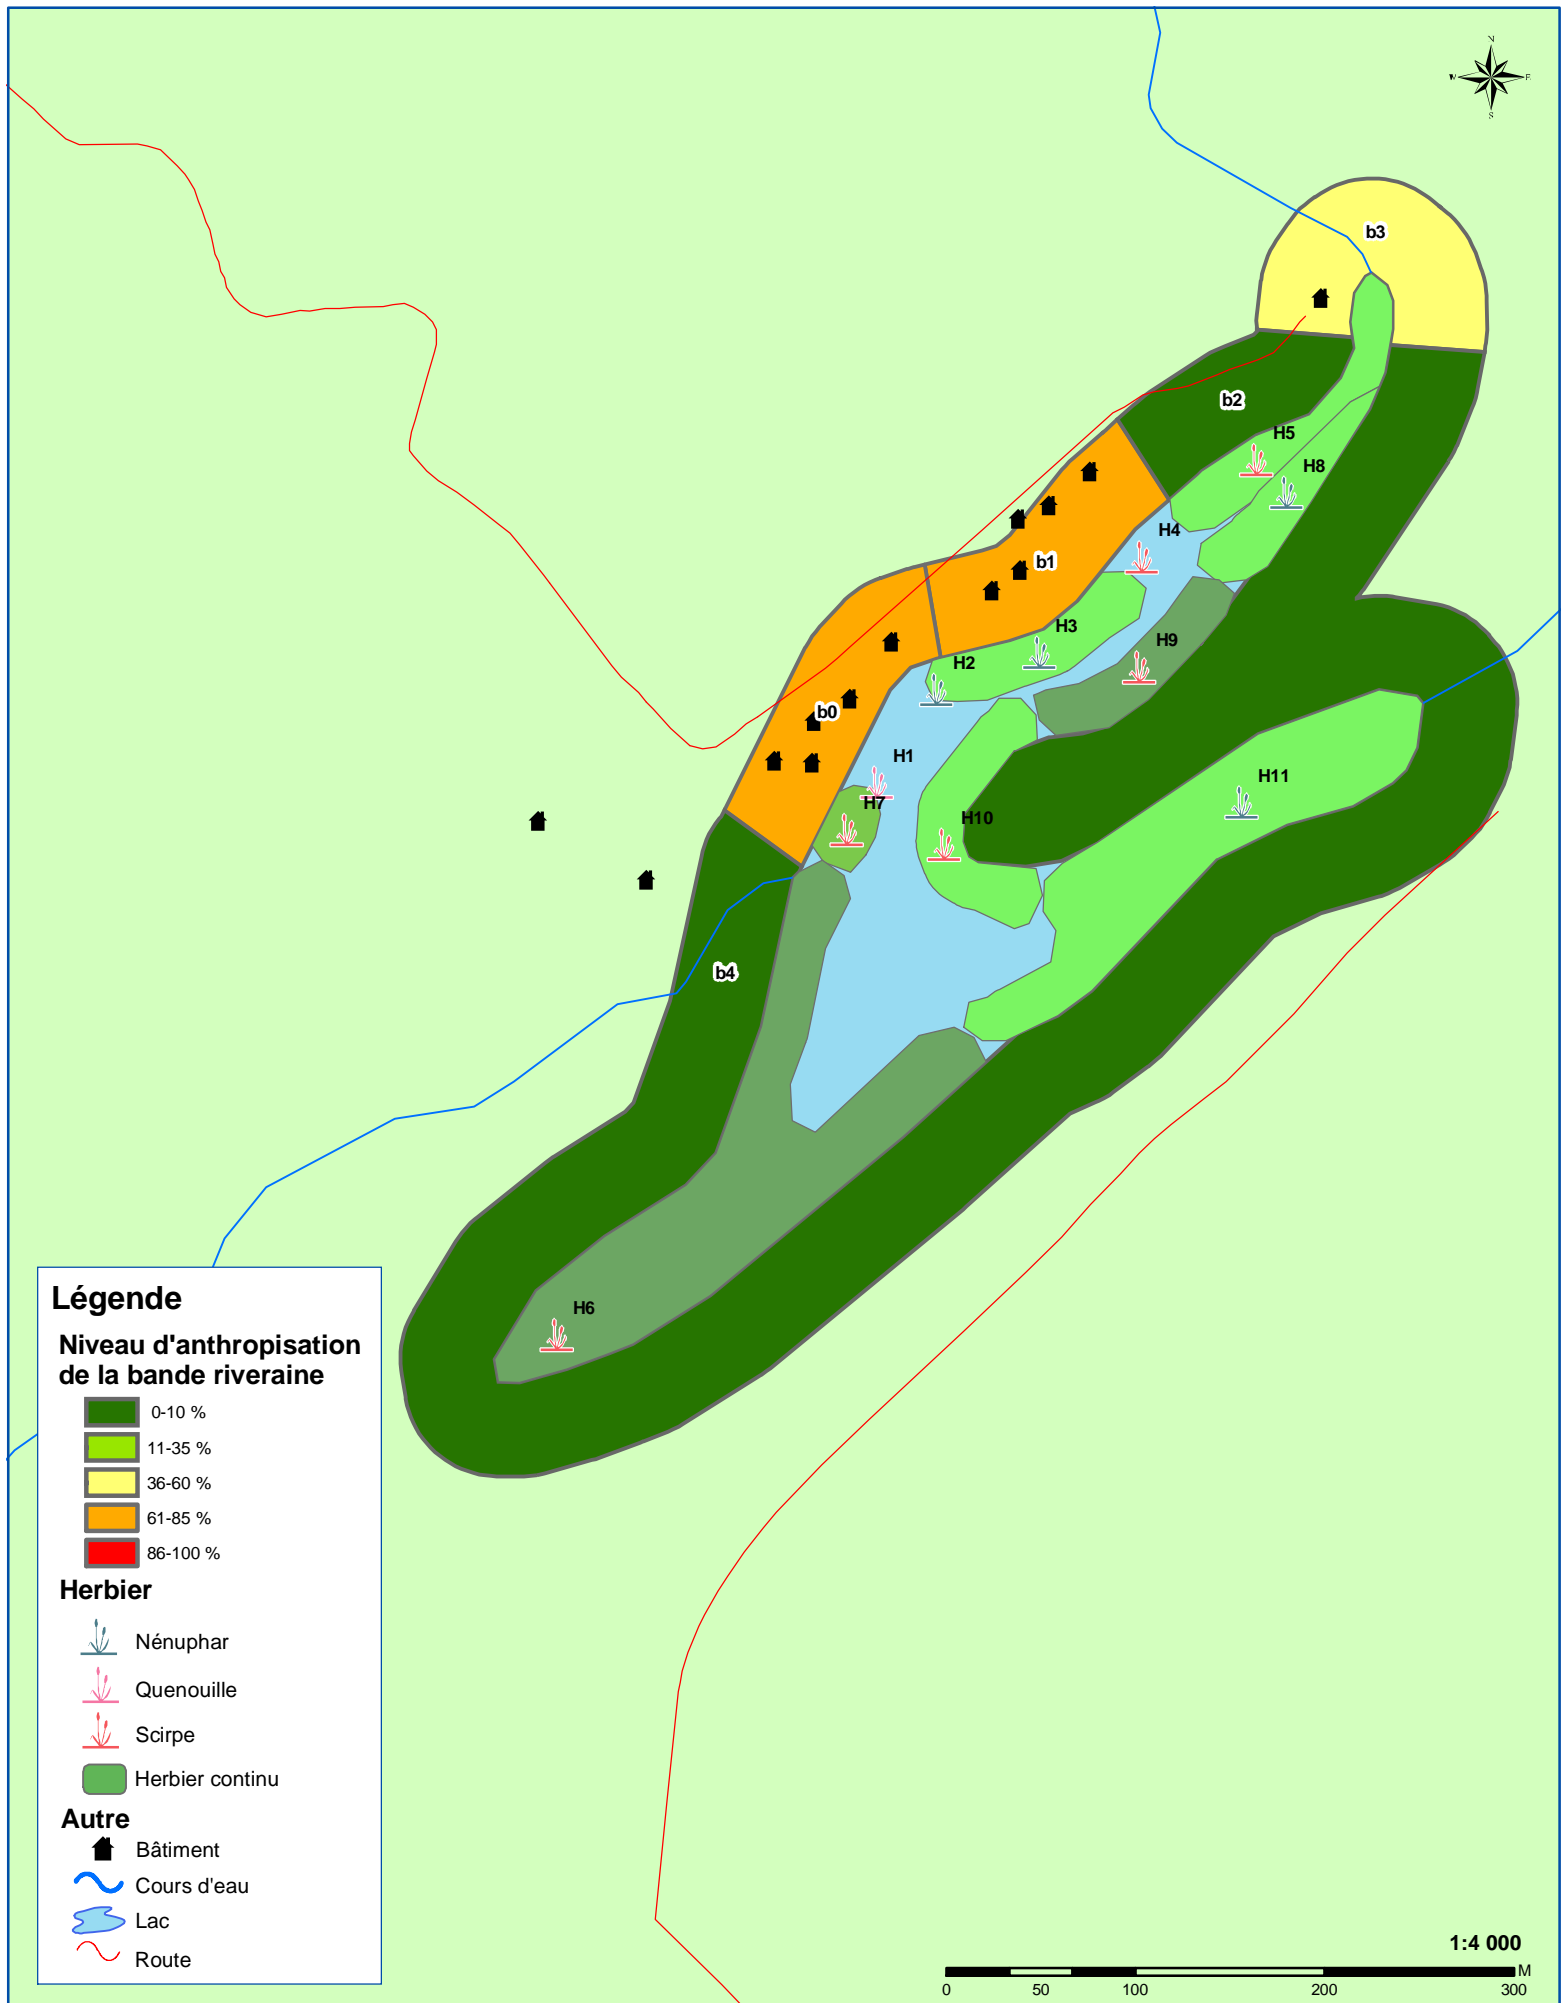 N
W
E
S
b3
b2
H5
H8
H4
b1
H3
H9
H2
b0
H1
H11
H7
H10
b4
H6
Légende
Niveau d'anthropisation
de la bande riveraine
0-10 %
11-35 %
36-60 %
61-85 %
86-100 %
Herbier
Nénuphar
Quenouille
Scirpe
Herbier continu
Autre
Bâtiment
Cours d'eau
Lac
Route
1:4 000
M
0 50 100 200 300